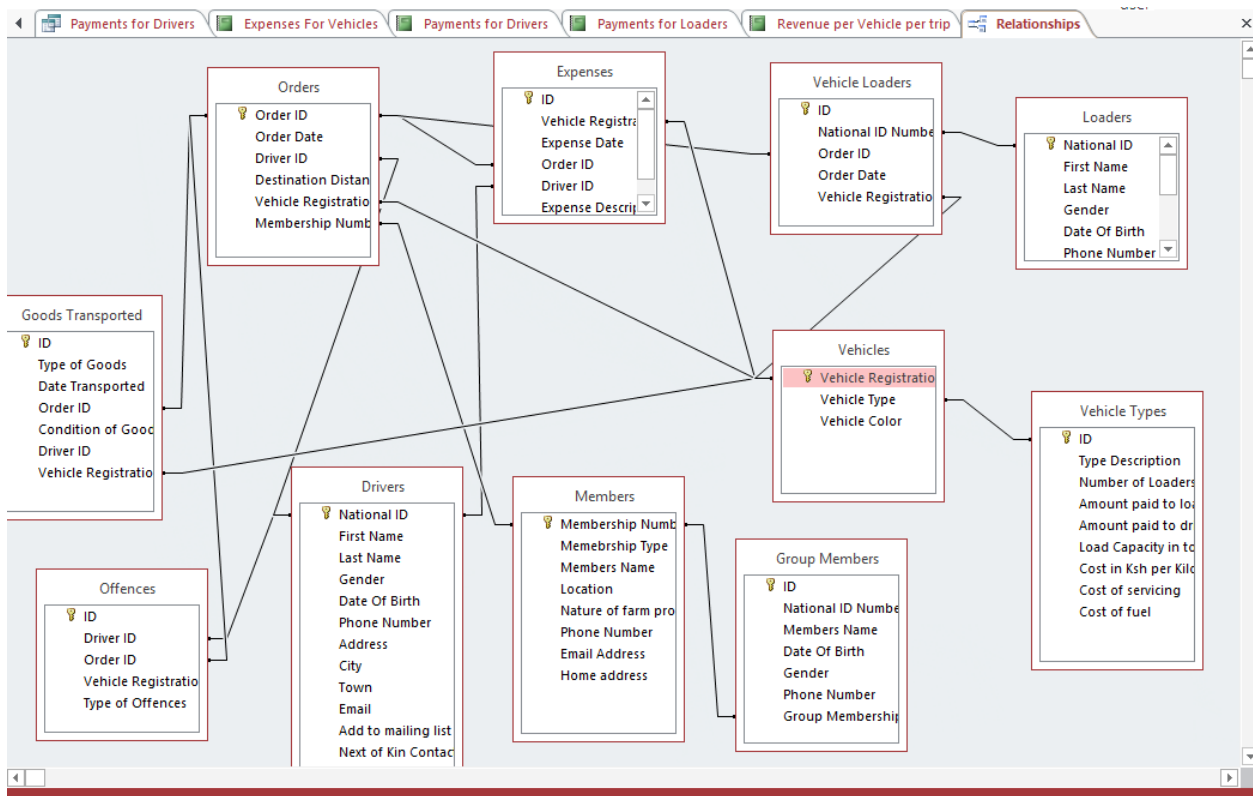 user
Payments for Drivers
Expenses For Vehicles
Payments for Drivers
Payments for Loaders
Revenue per Vehicle per trip
Relationships
Orders
Order ID
Order Date
Driver ID
Destination Distan
Vehicle Registratio
Membership Numb
Expenses
ID
Vehicle Registra
Expense Date
Order ID
Driver ID
Expense Descrip
Vehicle Loaders
ID
National ID Numbe
Order ID
Order Date
Vehicle Registratio
Loaders
National ID
First Name
Last Name
Gender
Date Of Birth
Phone Number
Goods Transported
ID
Type of Goods
Date Transported
Order ID
Condition of Good
Driver ID
Vehicle Registratio
Vehicles
Vehicle Registratio
Vehicle Type
Vehicle Color
Vehicle Types
ID
Type Description
Number of Loaders
Amount paid to loa
Amount paid to dr
Load Capacity in to
Cost in Ksh per Kilo
Cost of servicing
Cost of fuel
Offences
ID
Driver ID
Order ID
Vehicle Registratio
Type of Offences
Drivers
National ID
First Name
Last Name
Gender
Date Of Birth
Phone Number
Address
City
Town
Email
Add to mailing list
Next of Kin Contac
Members
Membership Numb
Memebrship Type
Members Name
Location
Nature of farm pro
Phone Number
Email Address
Home address
Group Members
ID
National ID Numbe
Members Name
Date Of Birth
Gender
Phone Number
Group Membership